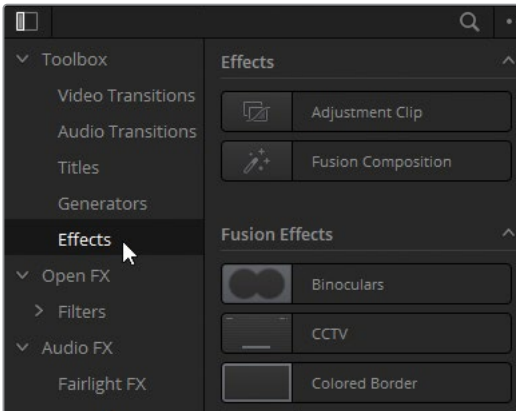 Toolbox
Video Transitions
Audio Transitions
Titles
Generators
Effects
Open FX
Filters
Audio FX
Fairlight FX
Effects
Adjustment Clip
Fusion Composition
Fusion Effects
Binoculars
CCTV
Colored Border